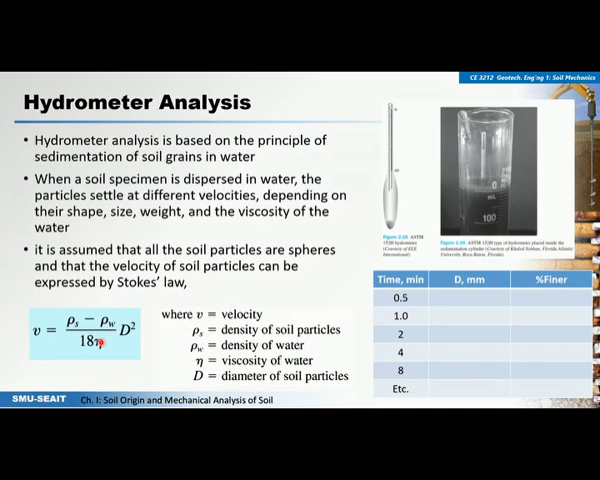 CE 3212 Geotech. Eng'ng 1: Soil Mechanics
Hydrometer Analysis
• Hydrometer analysis is based on the principle of
sedimentation of soil grains in water
• When a soil specimen is dispersed in water, the
particles settle at different velocities, depending on
their shape, size, weight, and the viscosity of the
water
• it is assumed that all the soil particles are spheres
and that the velocity of soil particles can be
expressed by Stokes' law,
v = (ρs − ρw)/(18η) D²
where v = velocity
ρs = density of soil particles
ρw = density of water
η = viscosity of water
D = diameter of soil particles
100
ASTM
152H hydrometer
(Courtesy of ELE
International)
ASTM 152H type of hydrometer placed inside the
sedimentation cylinder (Courtesy of Khaled Sobhan, Florida Atlantic
University, Boca Raton, Florida)
Time, min D, mm %Finer
0.5
1.0
2
4
8
Etc.
SMU-SEAIT Ch. I: Soil Origin and Mechanical Analysis of Soil